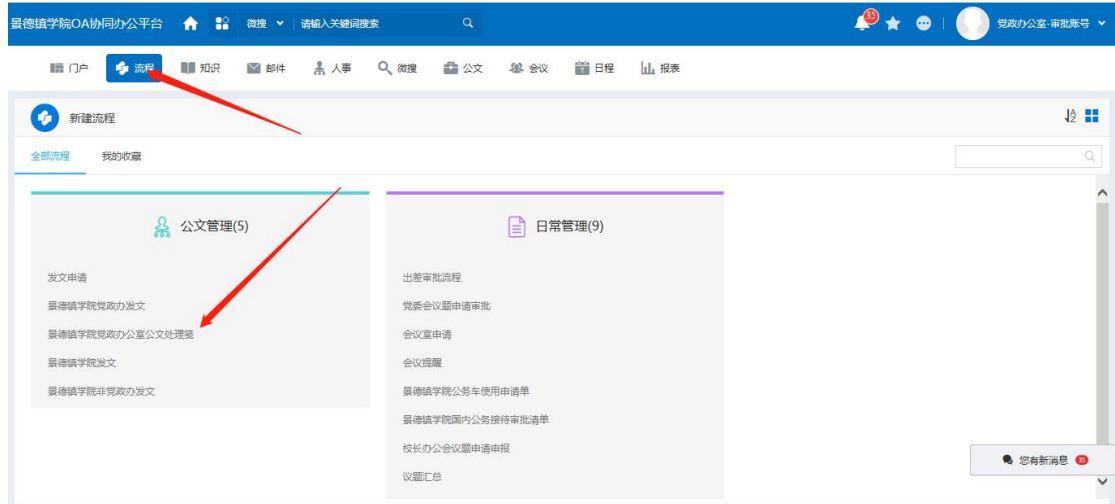 景德镇学院OA协同办公平台 微搜 请输入关键词搜索 35 党政办公室-审批账号
门户 流程 知识 邮件 人事 微搜 公文 会议 7 日程 报表
新建流程
全部流程 我的收藏
公文管理(5)
发文申请
景德镇学院党政办发文
景德镇学院党政办公室公文处理笺
景德镇学院发文
景德镇学院非党政办发文
日常管理(9)
出差审批流程
党委会议题申请审批
会议室申请
会议提醒
景德镇学院公务车使用申请单
景德镇学院国内公务接待审批清单
校长办公会议题申请申报
议题汇总
您有新消息 35